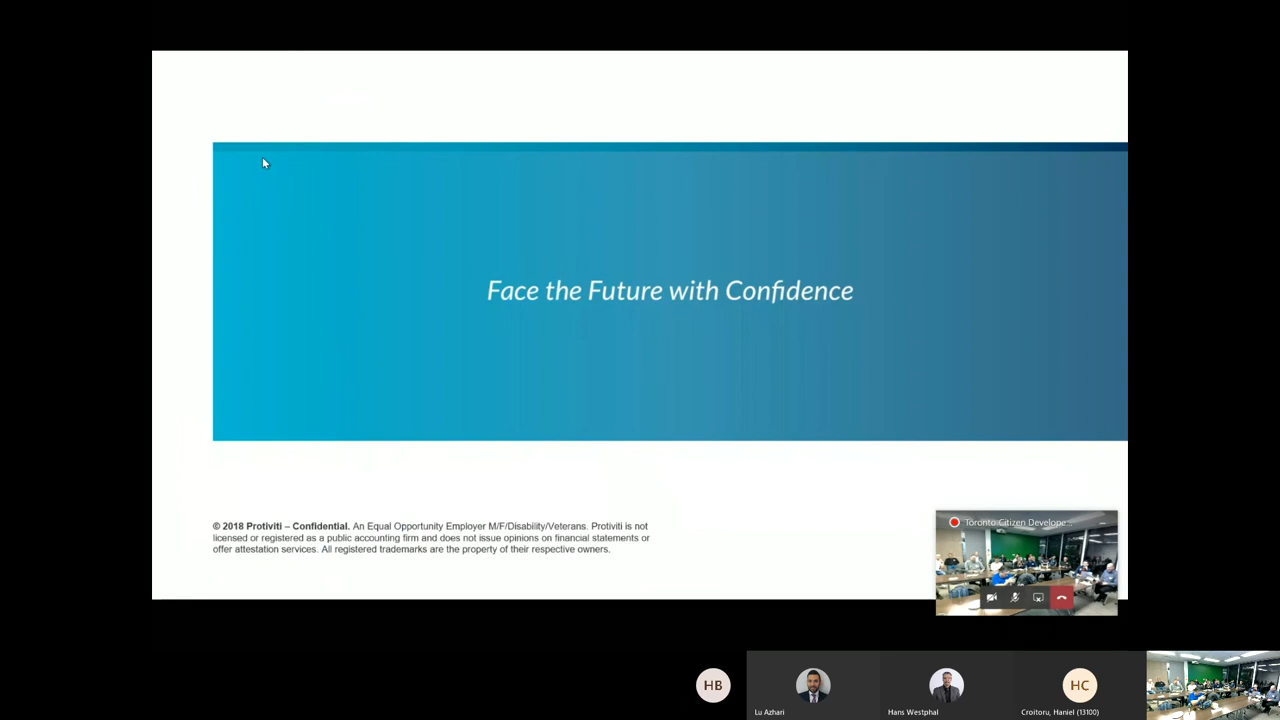 Face the Future with Confidence
© 2018 Protiviti – Confidential. An Equal Opportunity Employer M/F/Disability/Veterans. Protiviti is not
licensed or registered as a public accounting firm and does not issue opinions on financial statements or
offer attestation services. All registered trademarks are the property of their respective owners.
Toronto Citizen Develope...
HB
HC
Lu Azhari
Hans Westphal
Croitoru, Haniel (13100)